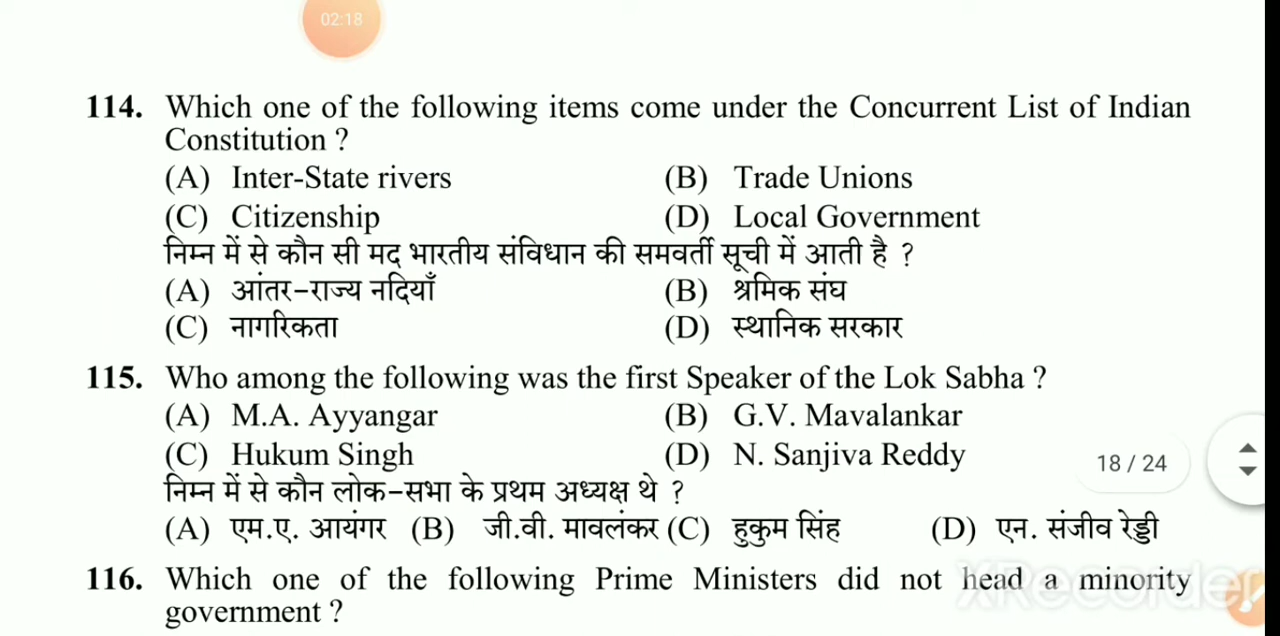 02:18
114. Which one of the following items come under the Concurrent List of Indian
Constitution ?
(A) Inter-State rivers (B) Trade Unions
(C) Citizenship (D) Local Government
निम्न में से कौन सी मद भारतीय संविधान की समवर्ती सूची में आती है ?
(A) आंतर-राज्य नदियाँ (B) श्रमिक संघ
(C) नागरिकता (D) स्थानिक सरकार
115. Who among the following was the first Speaker of the Lok Sabha ?
(A) M.A. Ayyangar (B) G.V. Mavalankar
(C) Hukum Singh (D) N. Sanjiva Reddy
18 / 24
निम्न में से कौन लोक-सभा के प्रथम अध्यक्ष थे ?
(A) एम.ए. आयंगर (B) जी.वी. मावलंकर (C) हुकुम सिंह (D) एन. संजीव रेड्डी
116. Which one of the following Prime Ministers did not head a minority
government ?
XRecorder